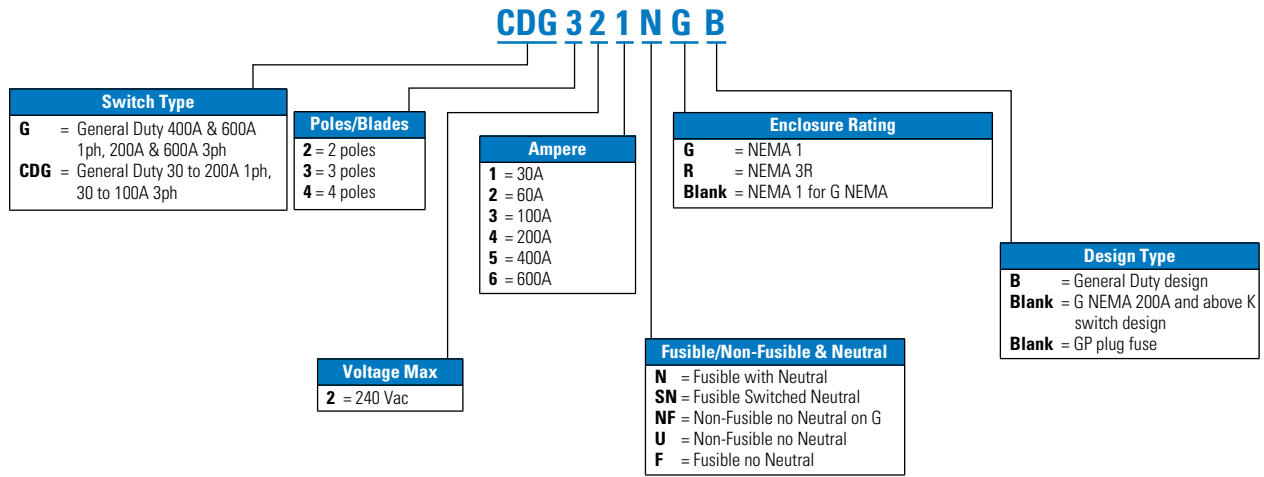 CDG 3 2 1 N G B
Switch Type
G = General Duty 400A & 600A
1ph, 200A & 600A 3ph
CDG = General Duty 30 to 200A 1ph,
30 to 100A 3ph
Poles/Blades
2 = 2 poles
3 = 3 poles
4 = 4 poles
Voltage Max
2 = 240 Vac
Ampere
1 = 30A
2 = 60A
3 = 100A
4 = 200A
5 = 400A
6 = 600A
Fusible/Non-Fusible & Neutral
N = Fusible with Neutral
SN = Fusible Switched Neutral
NF = Non-Fusible no Neutral on G
U = Non-Fusible no Neutral
F = Fusible no Neutral
Enclosure Rating
G = NEMA 1
R = NEMA 3R
Blank = NEMA 1 for G NEMA
Design Type
B = General Duty design
Blank = G NEMA 200A and above K
switch design
Blank = GP plug fuse